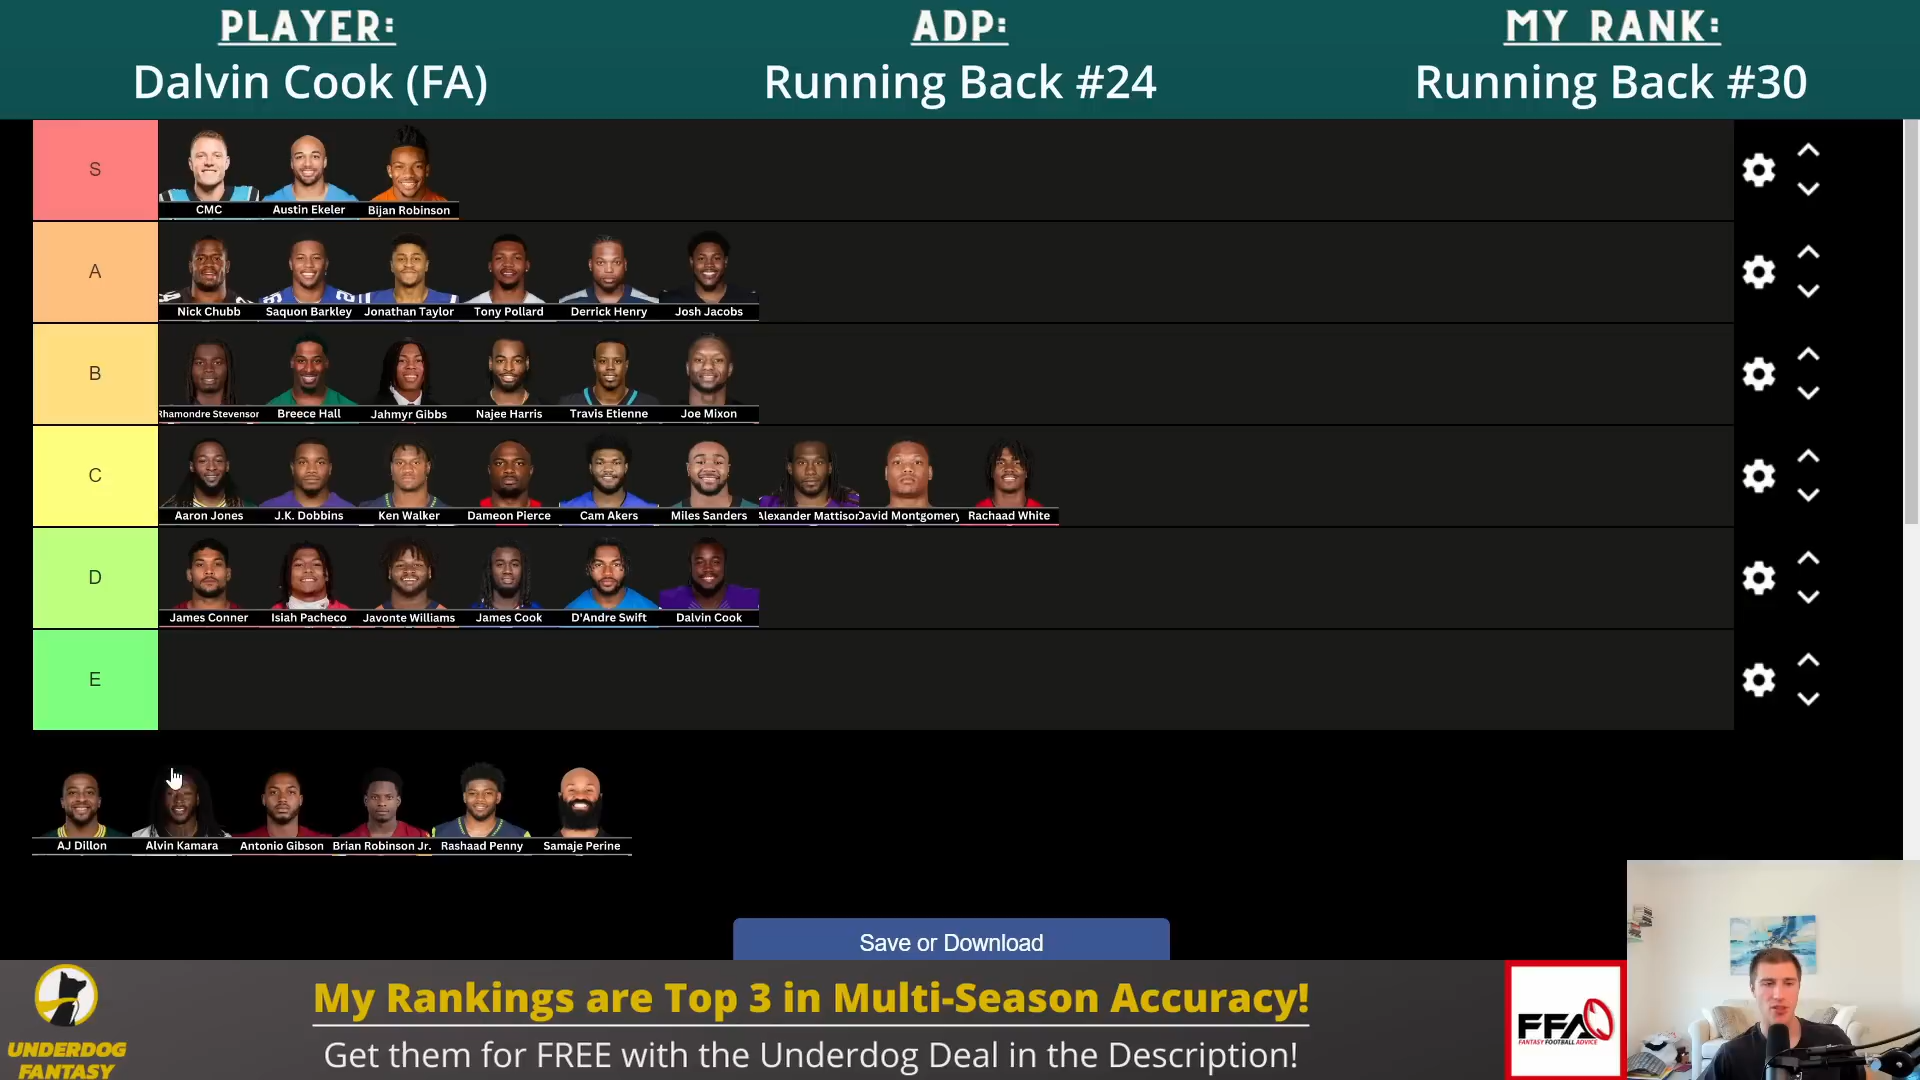 PLAYER:
Dalvin Cook (FA)
ADP:
Running Back #24
MY RANK:
Running Back #30
S
CMC
Austin Ekeler
Bijan Robinson
A
Nick Chubb
Saquon Barkley
Jonathan Taylor
Tony Pollard
Derrick Henry
Josh Jacobs
B
Rhamondre Stevenson
Breece Hall
Jahmyr Gibbs
Najee Harris
Travis Etienne
Joe Mixon
C
Aaron Jones
J.K. Dobbins
Ken Walker
Dameon Pierce
Cam Akers
Miles Sanders
Alexander Mattison
David Montgomery
Rachaad White
D
James Conner
Isiah Pacheco
Javonte Williams
James Cook
D'Andre Swift
Dalvin Cook
E
AJ Dillon
Alvin Kamara
Antonio Gibson
Brian Robinson Jr.
Rashaad Penny
Samaje Perine
Save or Download
UNDERDOG
FANTASY
My Rankings are Top 3 in Multi-Season Accuracy!
Get them for FREE with the Underdog Deal in the Description!
FFA
FANTASY FOOTBALL ADVICE